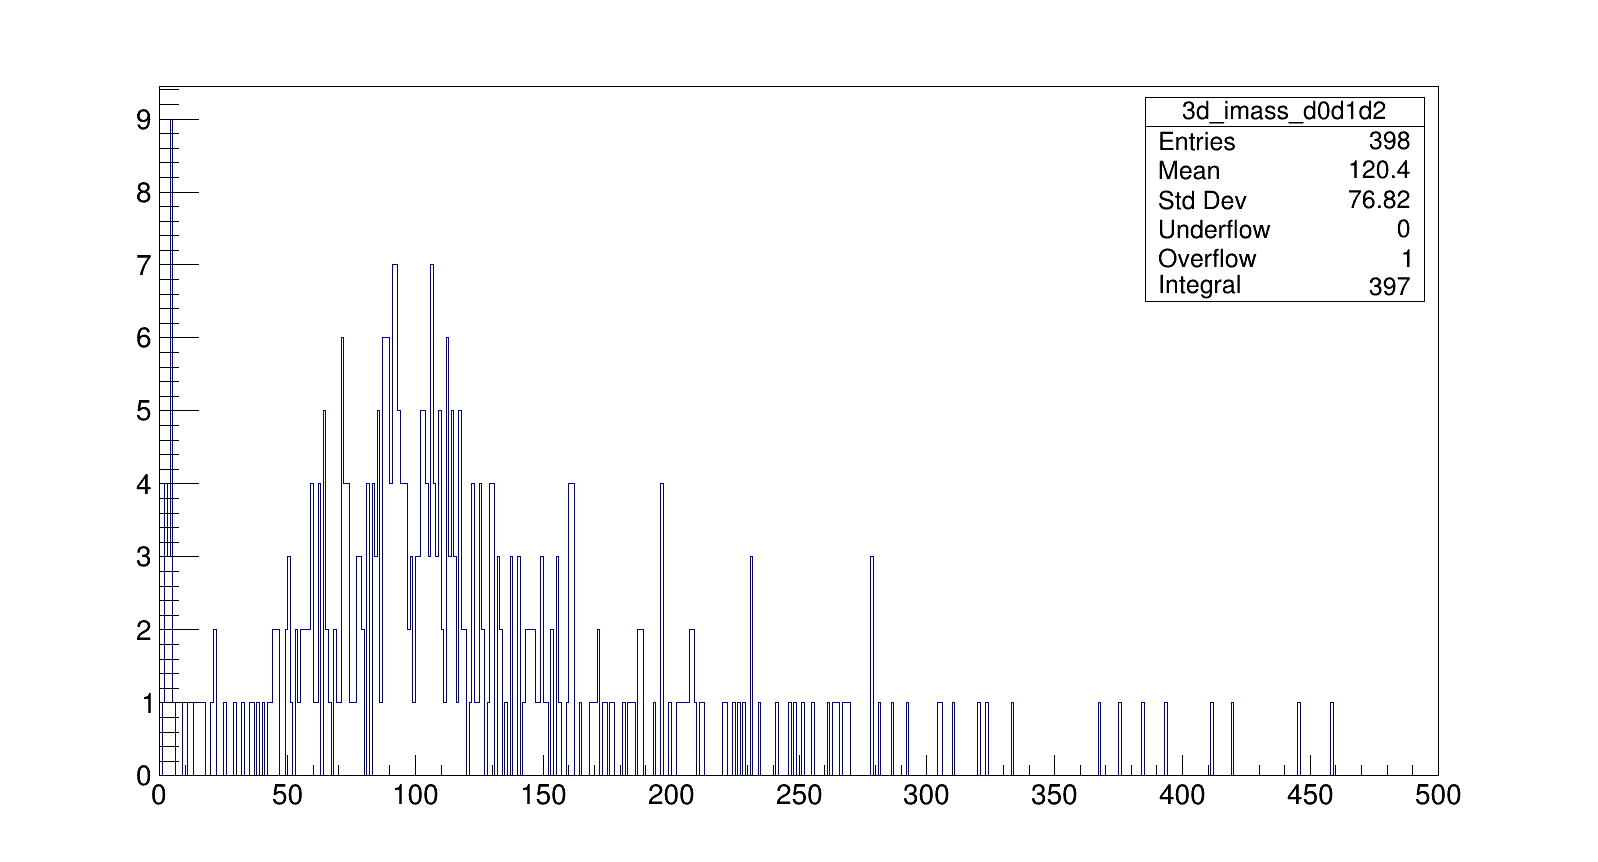 3d_imass_d0d1d2
Entries 398
Mean 120.4
Std Dev 76.82
Underflow 0
Overflow 1
Integral 397
9
8
7
6
5
4
3
2
1
0
0 50 100 150 200 250 300 350 400 450 500